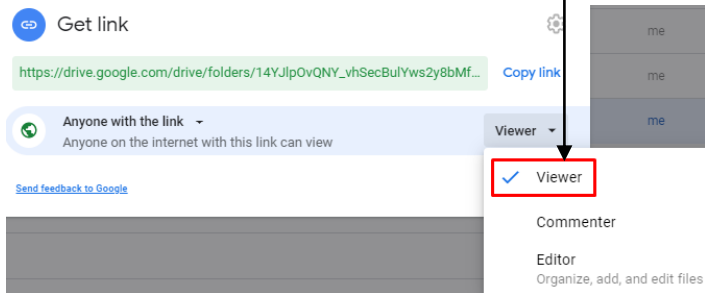 Get link
me
https://drive.google.com/drive/folders/14YJlpOvQNY_vhSecBulYws2y8bMf...
Copy link
me
Anyone with the link
Viewer
me
Anyone on the internet with this link can view
Viewer
Send feedback to Google
Commenter
Editor
Organize, add, and edit files